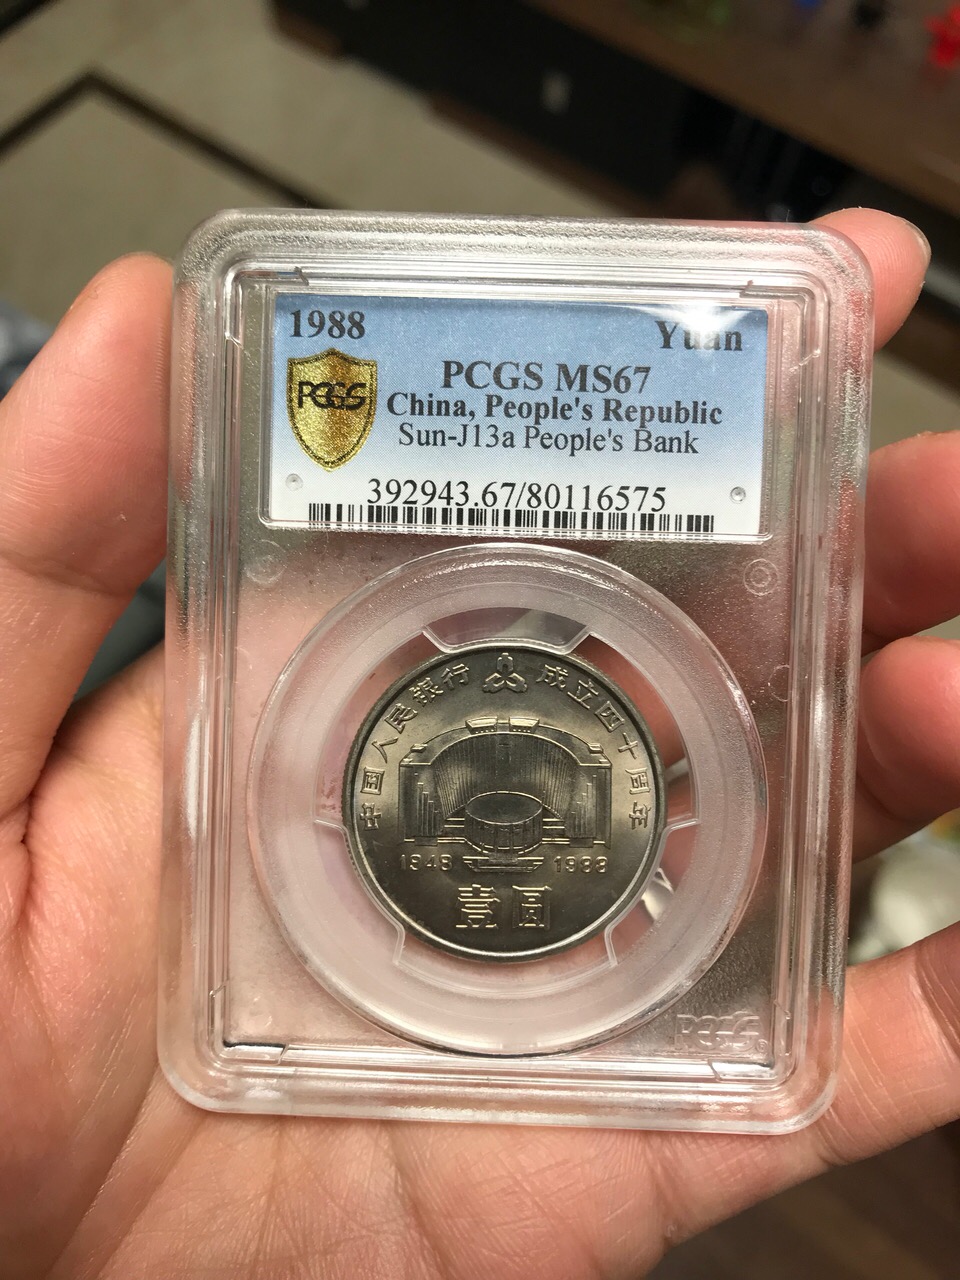 1988 Yuan
PCGS
PCGS MS67
China, People's Republic
Sun-J13a People's Bank
392943.67/80116575
中国人民银行 成立四十周年
1948 1988
壹圆
PCGS